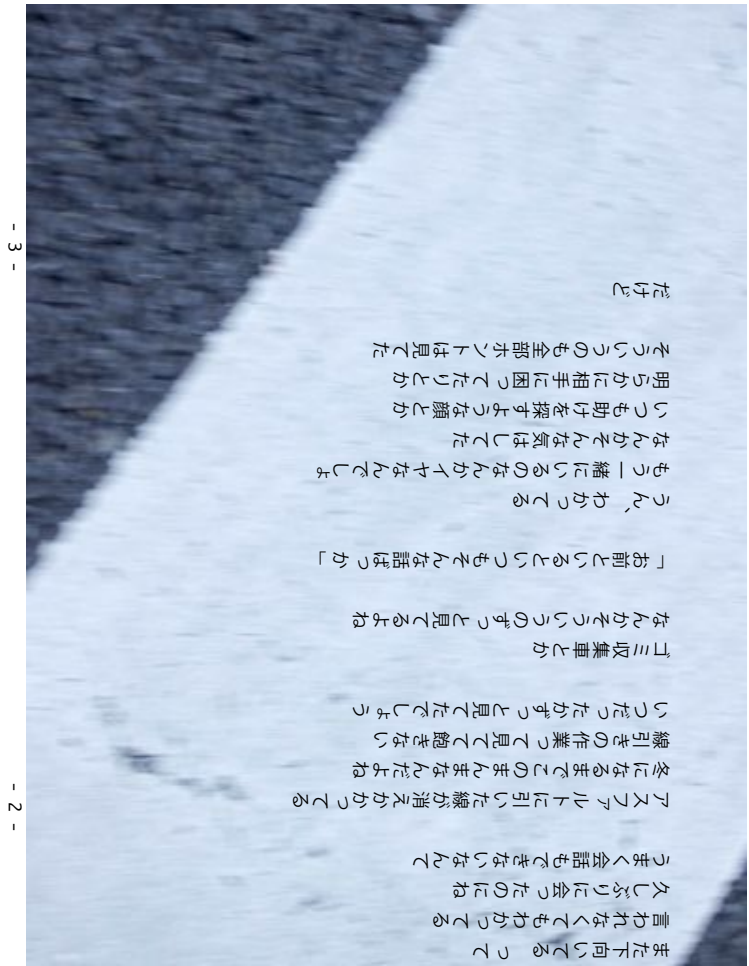 また下向いてる　って
言われなくてもわかってる
久しぶりに会ったのにね
うまく会話もできないなんて
アスファルトに引いた線が消えかかってる
冬になるまでこのまんまなんだよね
線引きの作業って見てて飽きない
いつだったかずっと見てたでしょう
ゴミ収集車とか
なんかそういうのずっと見てるよね
「お前といるといつもそんな話ばっか」
うん、わかってる
もう一緒にいるのなんかイヤなんでしょ
なんかそんな気はしてた
いつも助けを探すような顔とか
明らかに相手に困ってたりとか
そういうのも全部ホントは見てた
だけど
- 2 -
- 3 -